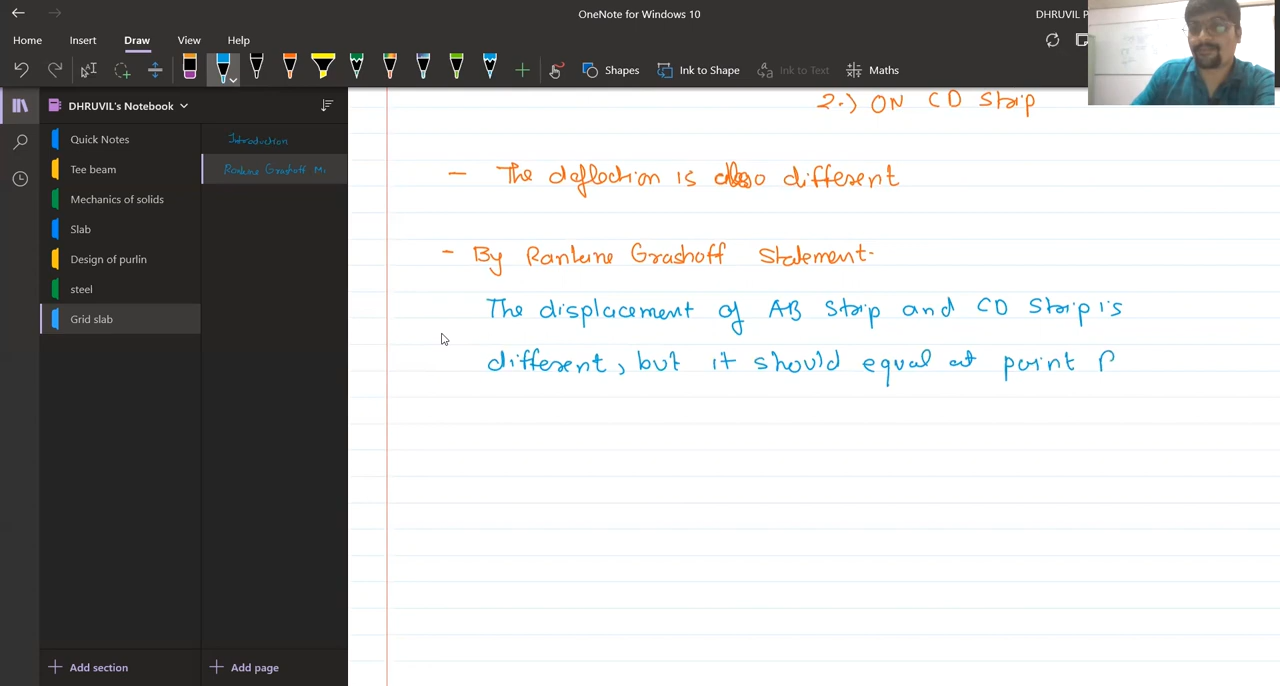 OneNote for Windows 10
DHRUVIL P
Home Insert Draw View Help
Shapes Ink to Shape Ink to Text Maths
DHRUVIL's Notebook
Quick Notes
Tee beam
Mechanics of solids
Slab
Design of purlin
steel
Grid slab
Introduction
Rankine Grashoff M
2.) ON CD Strip
- The deflection is also different
- By Rankine Grashoff Statement.
The displacement of AB Strip and CD Strip is
different, but it should equal at point P
Add section
Add page